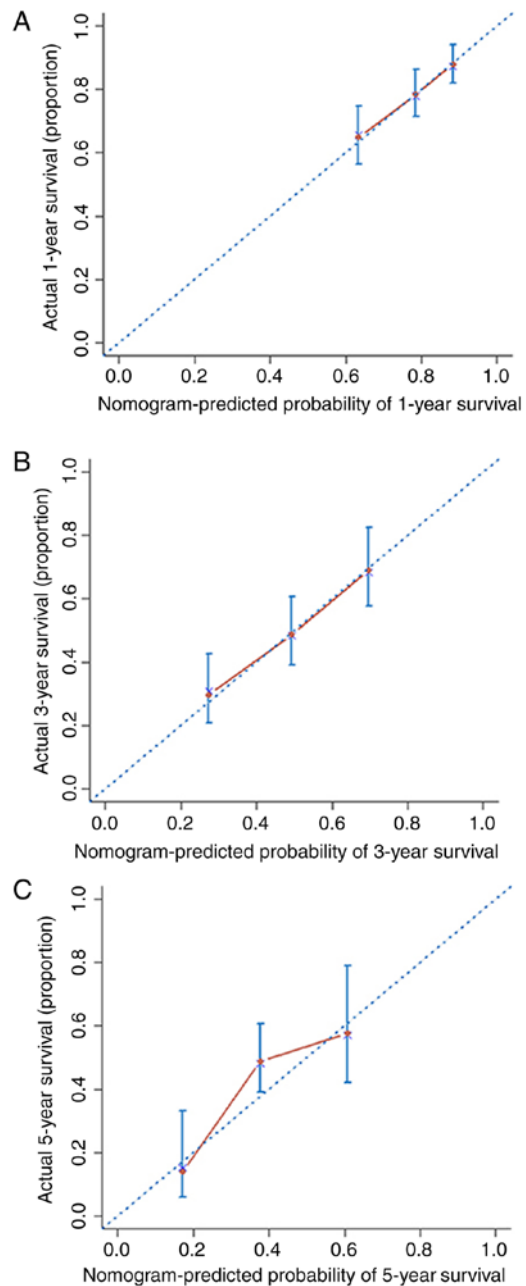 A
Actual 1-year survival (proportion)
1.0
0.8
0.6
0.4
0.2
0.0
0.0 0.2 0.4 0.6 0.8 1.0
Nomogram-predicted probability of 1-year survival
B
Actual 3-year survival (proportion)
1.0
0.8
0.6
0.4
0.2
0.0
0.0 0.2 0.4 0.6 0.8 1.0
Nomogram-predicted probability of 3-year survival
C
Actual 5-year survival (proportion)
1.0
0.8
0.6
0.4
0.2
0.0
0.0 0.2 0.4 0.6 0.8 1.0
Nomogram-predicted probability of 5-year survival